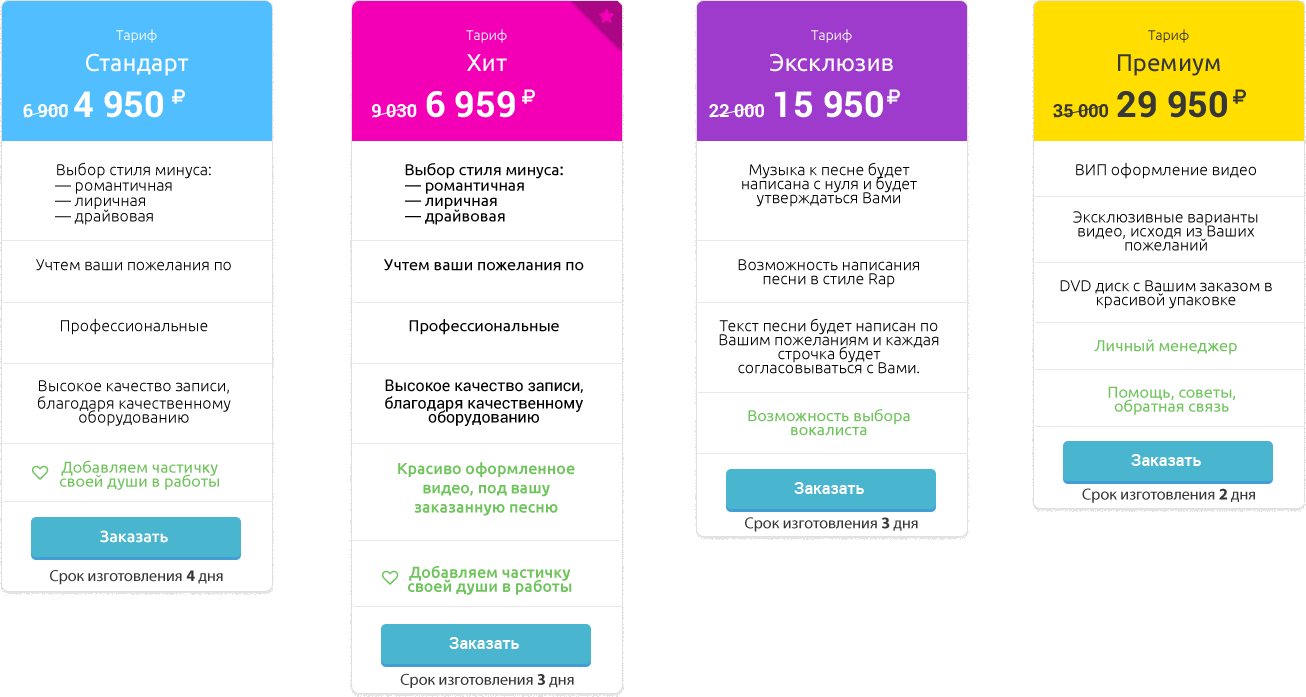 Тариф
Стандарт
6 900 4 950 ₽
Выбор стиля минуса:
— романтичная
— лиричная
— драйвовая
Учтем ваши пожелания по
Профессиональные
Высокое качество записи,
благодаря качественному
оборудованию
Добавляем частичку
своей души в работы
Заказать
Срок изготовления 4 дня
Тариф
Хит
9 030 6 959 ₽
Выбор стиля минуса:
— романтичная
— лиричная
— драйвовая
Учтем ваши пожелания по
Профессиональные
Высокое качество записи,
благодаря качественному
оборудованию
Красиво оформленное
видео, под вашу
заказанную песню
Добавляем частичку
своей души в работы
Заказать
Срок изготовления 3 дня
Тариф
Эксклюзив
22 000 15 950 ₽
Музыка к песне будет
написана с нуля и будет
утверждаться Вами
Возможность написания
песни в стиле Rap
Текст песни будет написан по
Вашим пожеланиям и каждая
строчка будет
согласовываться с Вами.
Возможность выбора
вокалиста
Заказать
Срок изготовления 3 дня
Тариф
Премиум
35 000 29 950 ₽
ВИП оформление видео
Эксклюзивные варианты
видео, исходя из Ваших
пожеланий
DVD диск с Вашим заказом в
красивой упаковке
Личный менеджер
Помощь, советы,
обратная связь
Заказать
Срок изготовления 2 дня